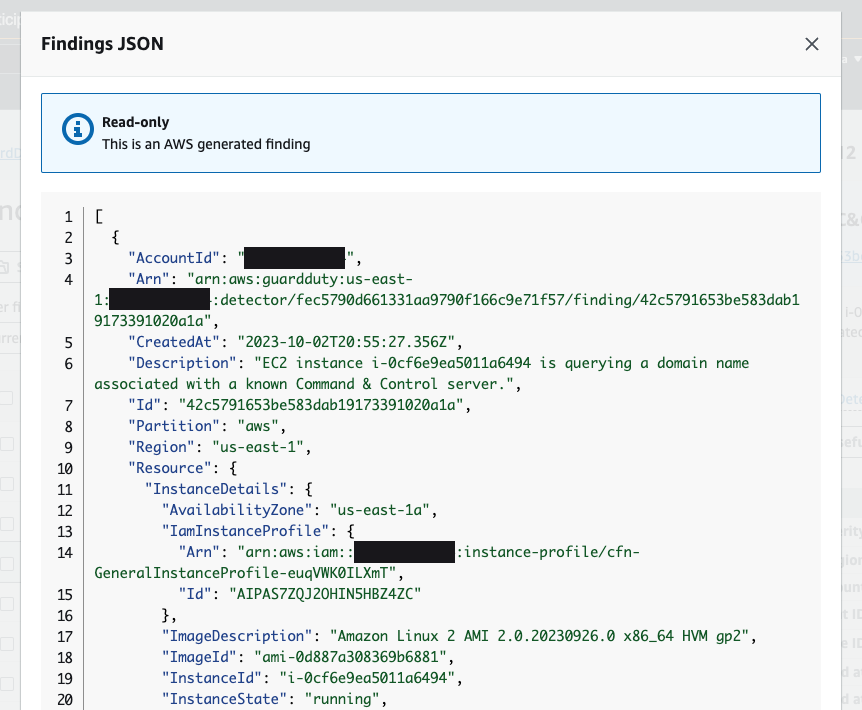 Findings JSON
Read-only
This is an AWS generated finding
1 [
2 {
3 "AccountId": "",
4 "Arn": "arn:aws:guardduty:us-east-
1::detector/fec5790d661331aa9790f166c9e71f57/finding/42c5791653be583dab1
9173391020a1a",
5 "CreatedAt": "2023-10-02T20:55:27.356Z",
6 "Description": "EC2 instance i-0cf6e9ea5011a6494 is querying a domain name
associated with a known Command & Control server.",
7 "Id": "42c5791653be583dab19173391020a1a",
8 "Partition": "aws",
9 "Region": "us-east-1",
10 "Resource": {
11 "InstanceDetails": {
12 "AvailabilityZone": "us-east-1a",
13 "IamInstanceProfile": {
14 "Arn": "arn:aws:iam:::instance-profile/cfn-
GeneralInstanceProfile-euqVWK0ILXmT",
15 "Id": "AIPAS7ZQJ2OHIN5HBZ4ZC"
16 },
17 "ImageDescription": "Amazon Linux 2 AMI 2.0.20230926.0 x86_64 HVM gp2",
18 "ImageId": "ami-0d887a308369b6881",
19 "InstanceId": "i-0cf6e9ea5011a6494",
20 "InstanceState": "running",